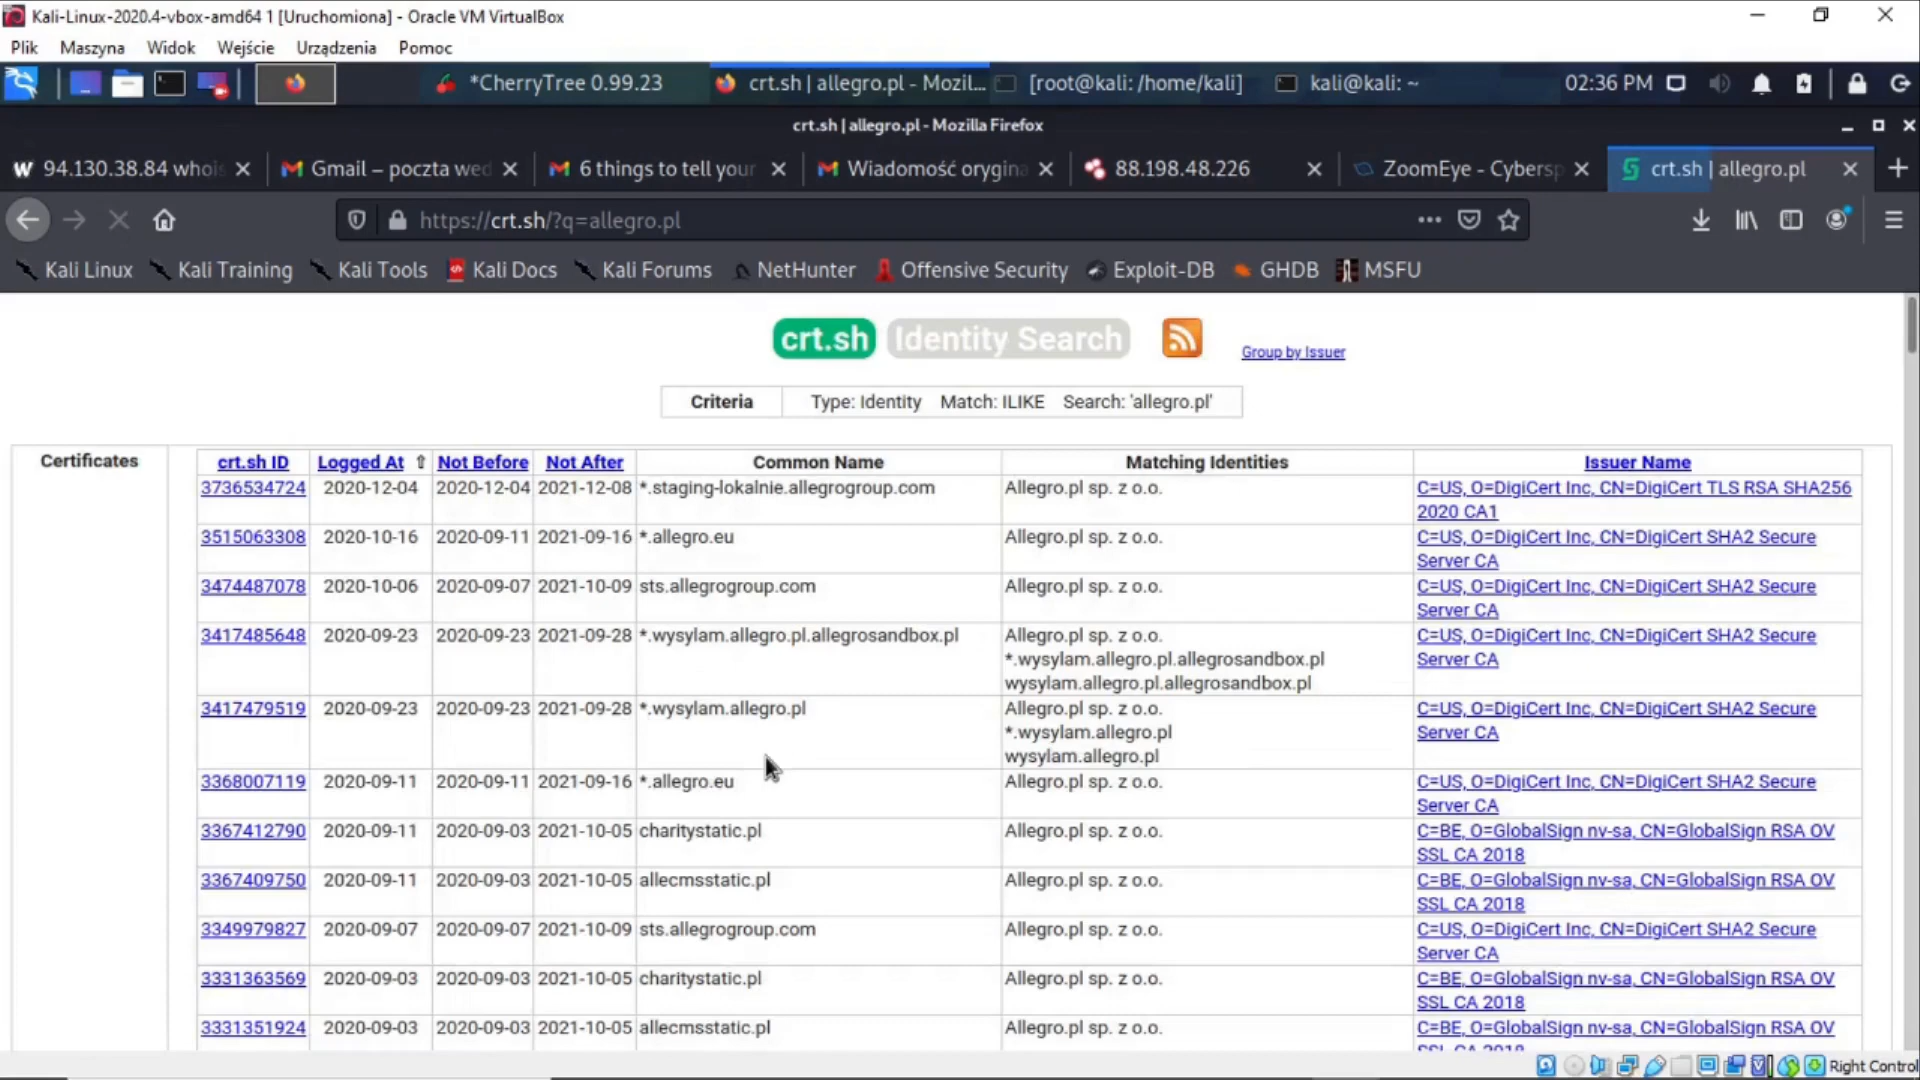 Kali-Linux-2020.4-vbox-amd64 1 [Uruchomiona] - Oracle VM VirtualBox
Plik Maszyna Widok Wejście Urządzenia Pomoc
*CherryTree 0.99.23 crt.sh | allegro.pl - Mozil... [root@kali: /home/kali] kali@kali: ~ 02:36 PM
crt.sh | allegro.pl - Mozilla Firefox
W 94.130.38.84 whois Gmail – poczta wed 6 things to tell your Wiadomość orygina 88.198.48.226 ZoomEye - Cybersp crt.sh | allegro.pl
https://crt.sh/?q=allegro.pl
Kali Linux Kali Training Kali Tools Kali Docs Kali Forums NetHunter Offensive Security Exploit-DB GHDB MSFU
crt.sh Identity Search Group by Issuer
Criteria Type: Identity Match: ILIKE Search: 'allegro.pl'
Certificates crt.sh ID Logged At ⇧ Not Before Not After Common Name Matching Identities Issuer Name
3736534724 2020-12-04 2020-12-04 2021-12-08 *.staging-lokalnie.allegrogroup.com Allegro.pl sp. z o.o. C=US, O=DigiCert Inc, CN=DigiCert TLS RSA SHA256
2020 CA1
3515063308 2020-10-16 2020-09-11 2021-09-16 *.allegro.eu Allegro.pl sp. z o.o. C=US, O=DigiCert Inc, CN=DigiCert SHA2 Secure
Server CA
3474487078 2020-10-06 2020-09-07 2021-10-09 sts.allegrogroup.com Allegro.pl sp. z o.o. C=US, O=DigiCert Inc, CN=DigiCert SHA2 Secure
Server CA
3417485648 2020-09-23 2020-09-23 2021-09-28 *.wysylam.allegro.pl.allegrosandbox.pl Allegro.pl sp. z o.o. C=US, O=DigiCert Inc, CN=DigiCert SHA2 Secure
*.wysylam.allegro.pl.allegrosandbox.pl Server CA
wysylam.allegro.pl.allegrosandbox.pl
3417479519 2020-09-23 2020-09-23 2021-09-28 *.wysylam.allegro.pl Allegro.pl sp. z o.o. C=US, O=DigiCert Inc, CN=DigiCert SHA2 Secure
*.wysylam.allegro.pl Server CA
wysylam.allegro.pl
3368007119 2020-09-11 2020-09-11 2021-09-16 *.allegro.eu Allegro.pl sp. z o.o. C=US, O=DigiCert Inc, CN=DigiCert SHA2 Secure
Server CA
3367412790 2020-09-11 2020-09-03 2021-10-05 charitystatic.pl Allegro.pl sp. z o.o. C=BE, O=GlobalSign nv-sa, CN=GlobalSign RSA OV
SSL CA 2018
3367409750 2020-09-11 2020-09-03 2021-10-05 allecmsstatic.pl Allegro.pl sp. z o.o. C=BE, O=GlobalSign nv-sa, CN=GlobalSign RSA OV
SSL CA 2018
3349979827 2020-09-07 2020-09-07 2021-10-09 sts.allegrogroup.com Allegro.pl sp. z o.o. C=US, O=DigiCert Inc, CN=DigiCert SHA2 Secure
Server CA
3331363569 2020-09-03 2020-09-03 2021-10-05 charitystatic.pl Allegro.pl sp. z o.o. C=BE, O=GlobalSign nv-sa, CN=GlobalSign RSA OV
SSL CA 2018
3331351924 2020-09-03 2020-09-03 2021-10-05 allecmsstatic.pl Allegro.pl sp. z o.o. C=BE, O=GlobalSign nv-sa, CN=GlobalSign RSA OV
Right Control